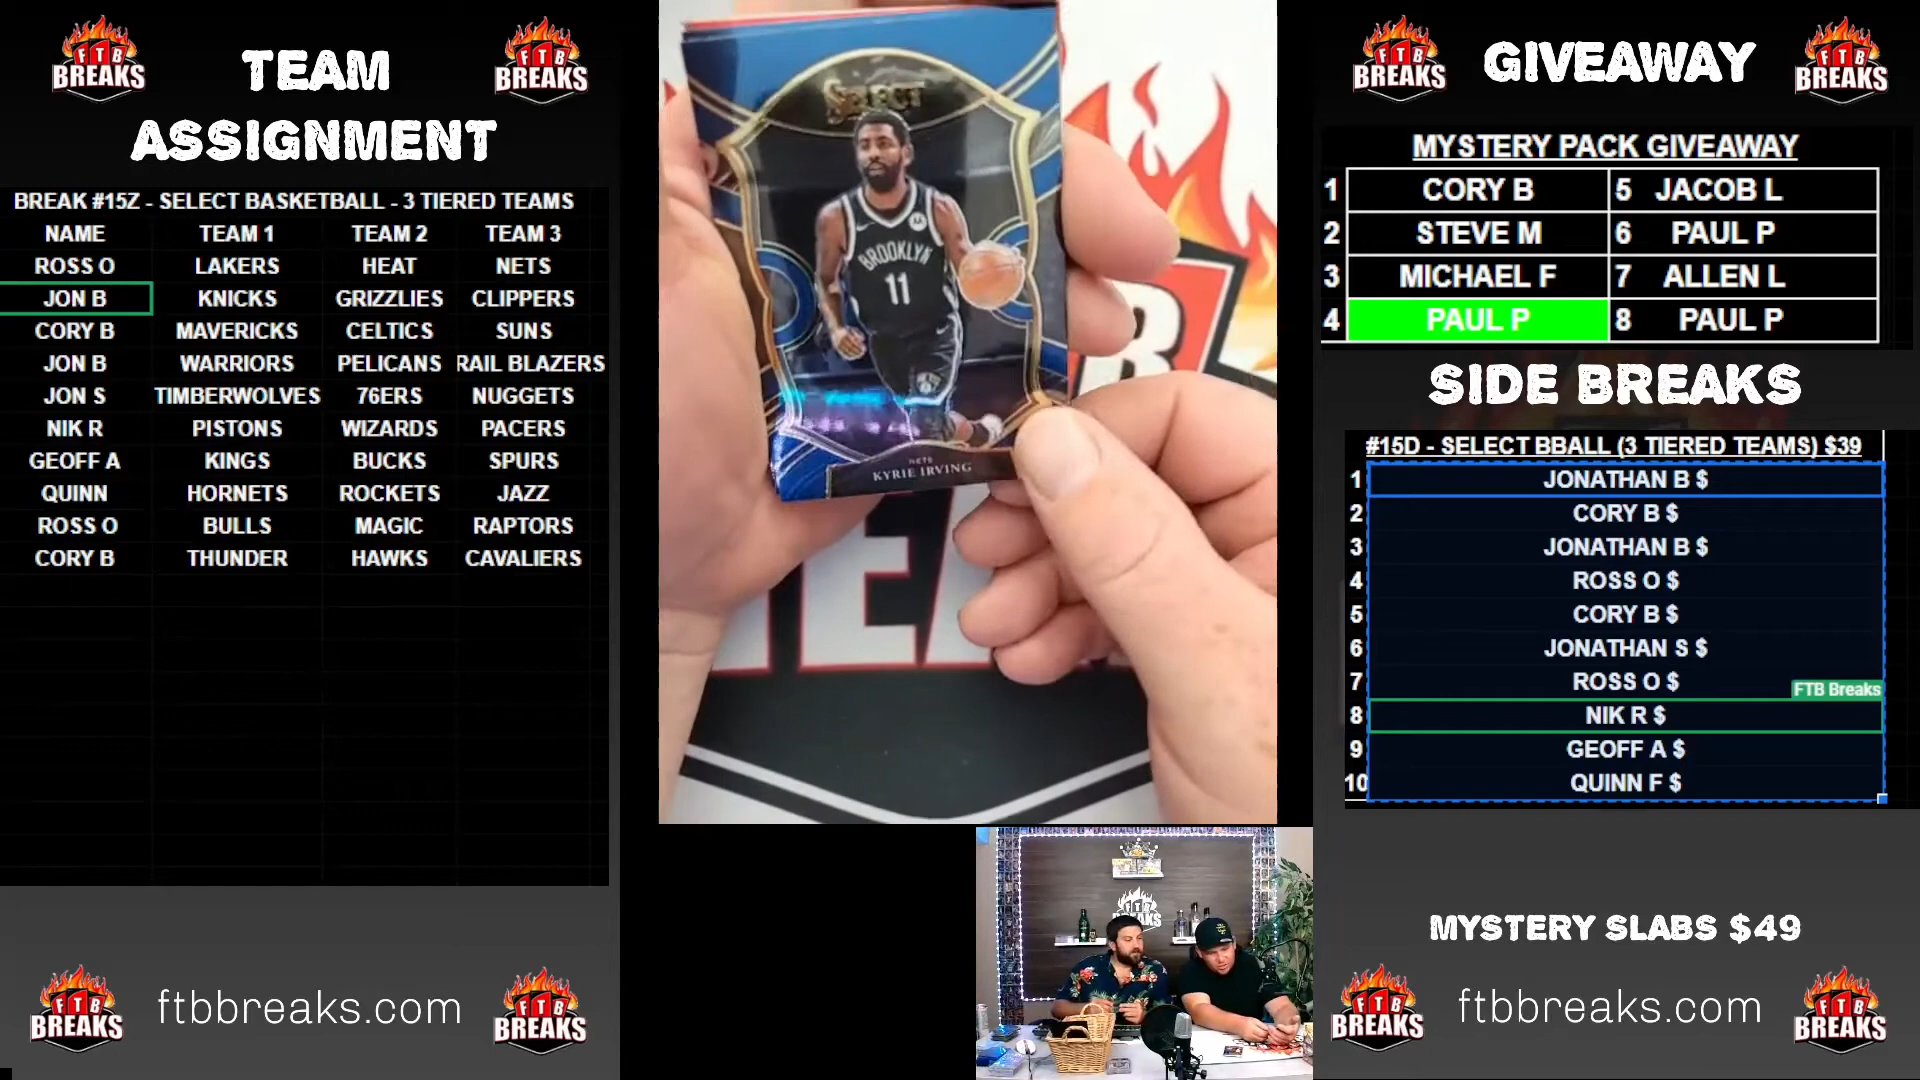 FTB
BREAKS
TEAM
ASSIGNMENT
FTB
BREAKS
BREAK #15Z - SELECT BASKETBALL - 3 TIERED TEAMS
NAME TEAM 1 TEAM 2 TEAM 3
ROSS O LAKERS HEAT NETS
JON B KNICKS GRIZZLIES CLIPPERS
CORY B MAVERICKS CELTICS SUNS
JON B WARRIORS PELICANS RAIL BLAZERS
JON S TIMBERWOLVES 76ERS NUGGETS
NIK R PISTONS WIZARDS PACERS
GEOFF A KINGS BUCKS SPURS
QUINN HORNETS ROCKETS JAZZ
ROSS O BULLS MAGIC RAPTORS
CORY B THUNDER HAWKS CAVALIERS
FTB
BREAKS
ftbbreaks.com
FTB
BREAKS
SELECT
BROOKLYN
11
NETS
KYRIE IRVING
FTB
BREAKS
FTB
BREAKS
GIVEAWAY
FTB
BREAKS
MYSTERY PACK GIVEAWAY
1 CORY B 5 JACOB L
2 STEVE M 6 PAUL P
3 MICHAEL F 7 ALLEN L
4 PAUL P 8 PAUL P
SIDE BREAKS
#15D - SELECT BBALL (3 TIERED TEAMS) $39
1 JONATHAN B $
2 CORY B $
3 JONATHAN B $
4 ROSS O $
5 CORY B $
6 JONATHAN S $
7 ROSS O $
FTB Breaks
8 NIK R $
9 GEOFF A $
10 QUINN F $
MYSTERY SLABS $49
FTB
BREAKS
ftbbreaks.com
FTB
BREAKS